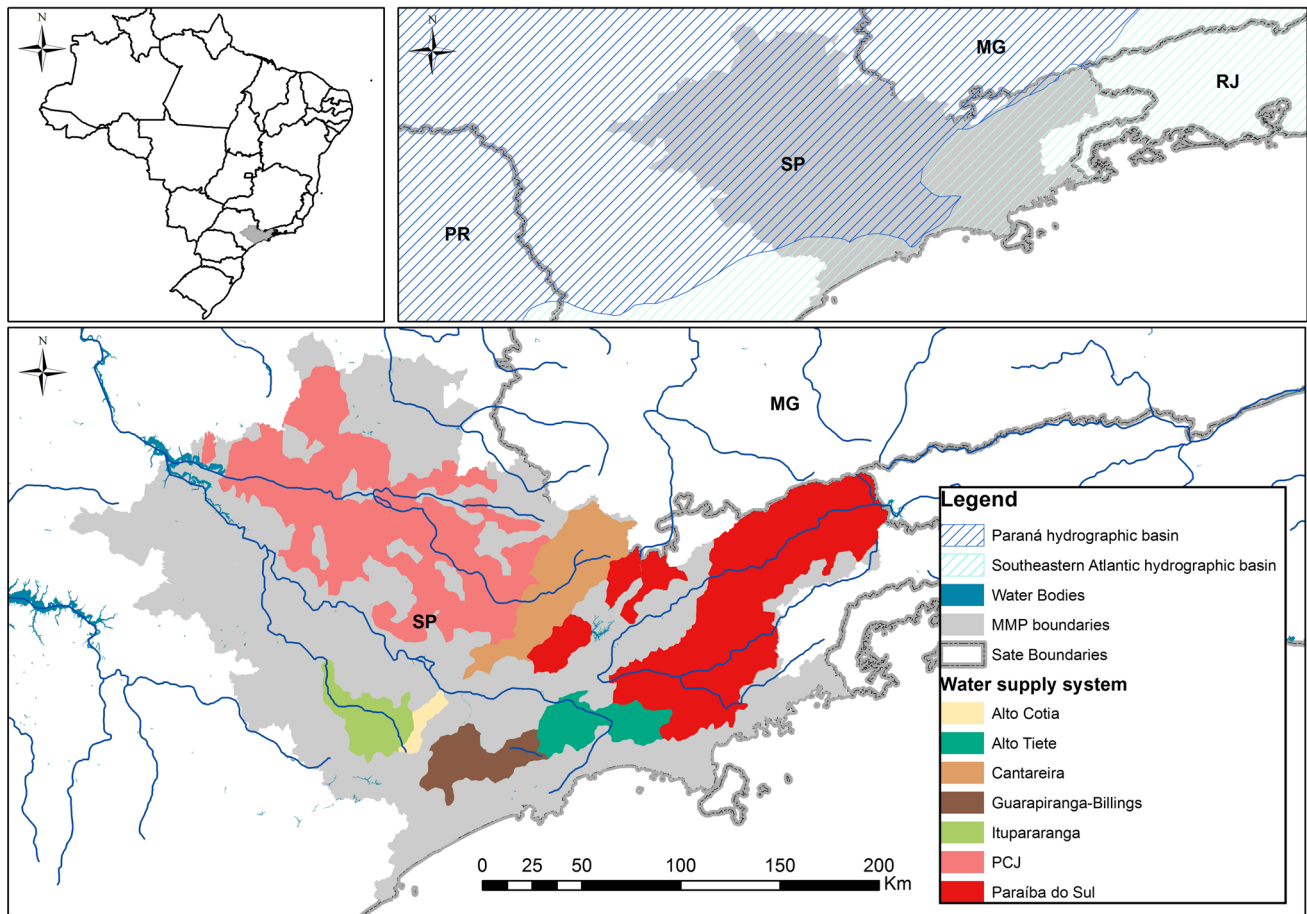 N
N
MG
RJ
SP
PR
N
MG
SP
Legend
Paraná hydrographic basin
Southeastern Atlantic hydrographic basin
Water Bodies
MMP boundaries
Sate Boundaries
Water supply system
Alto Cotia
Alto Tiete
Cantareira
Guarapiranga-Billings
Itupararanga
PCJ
Paraíba do Sul
0 25 50 100 150 200
Km